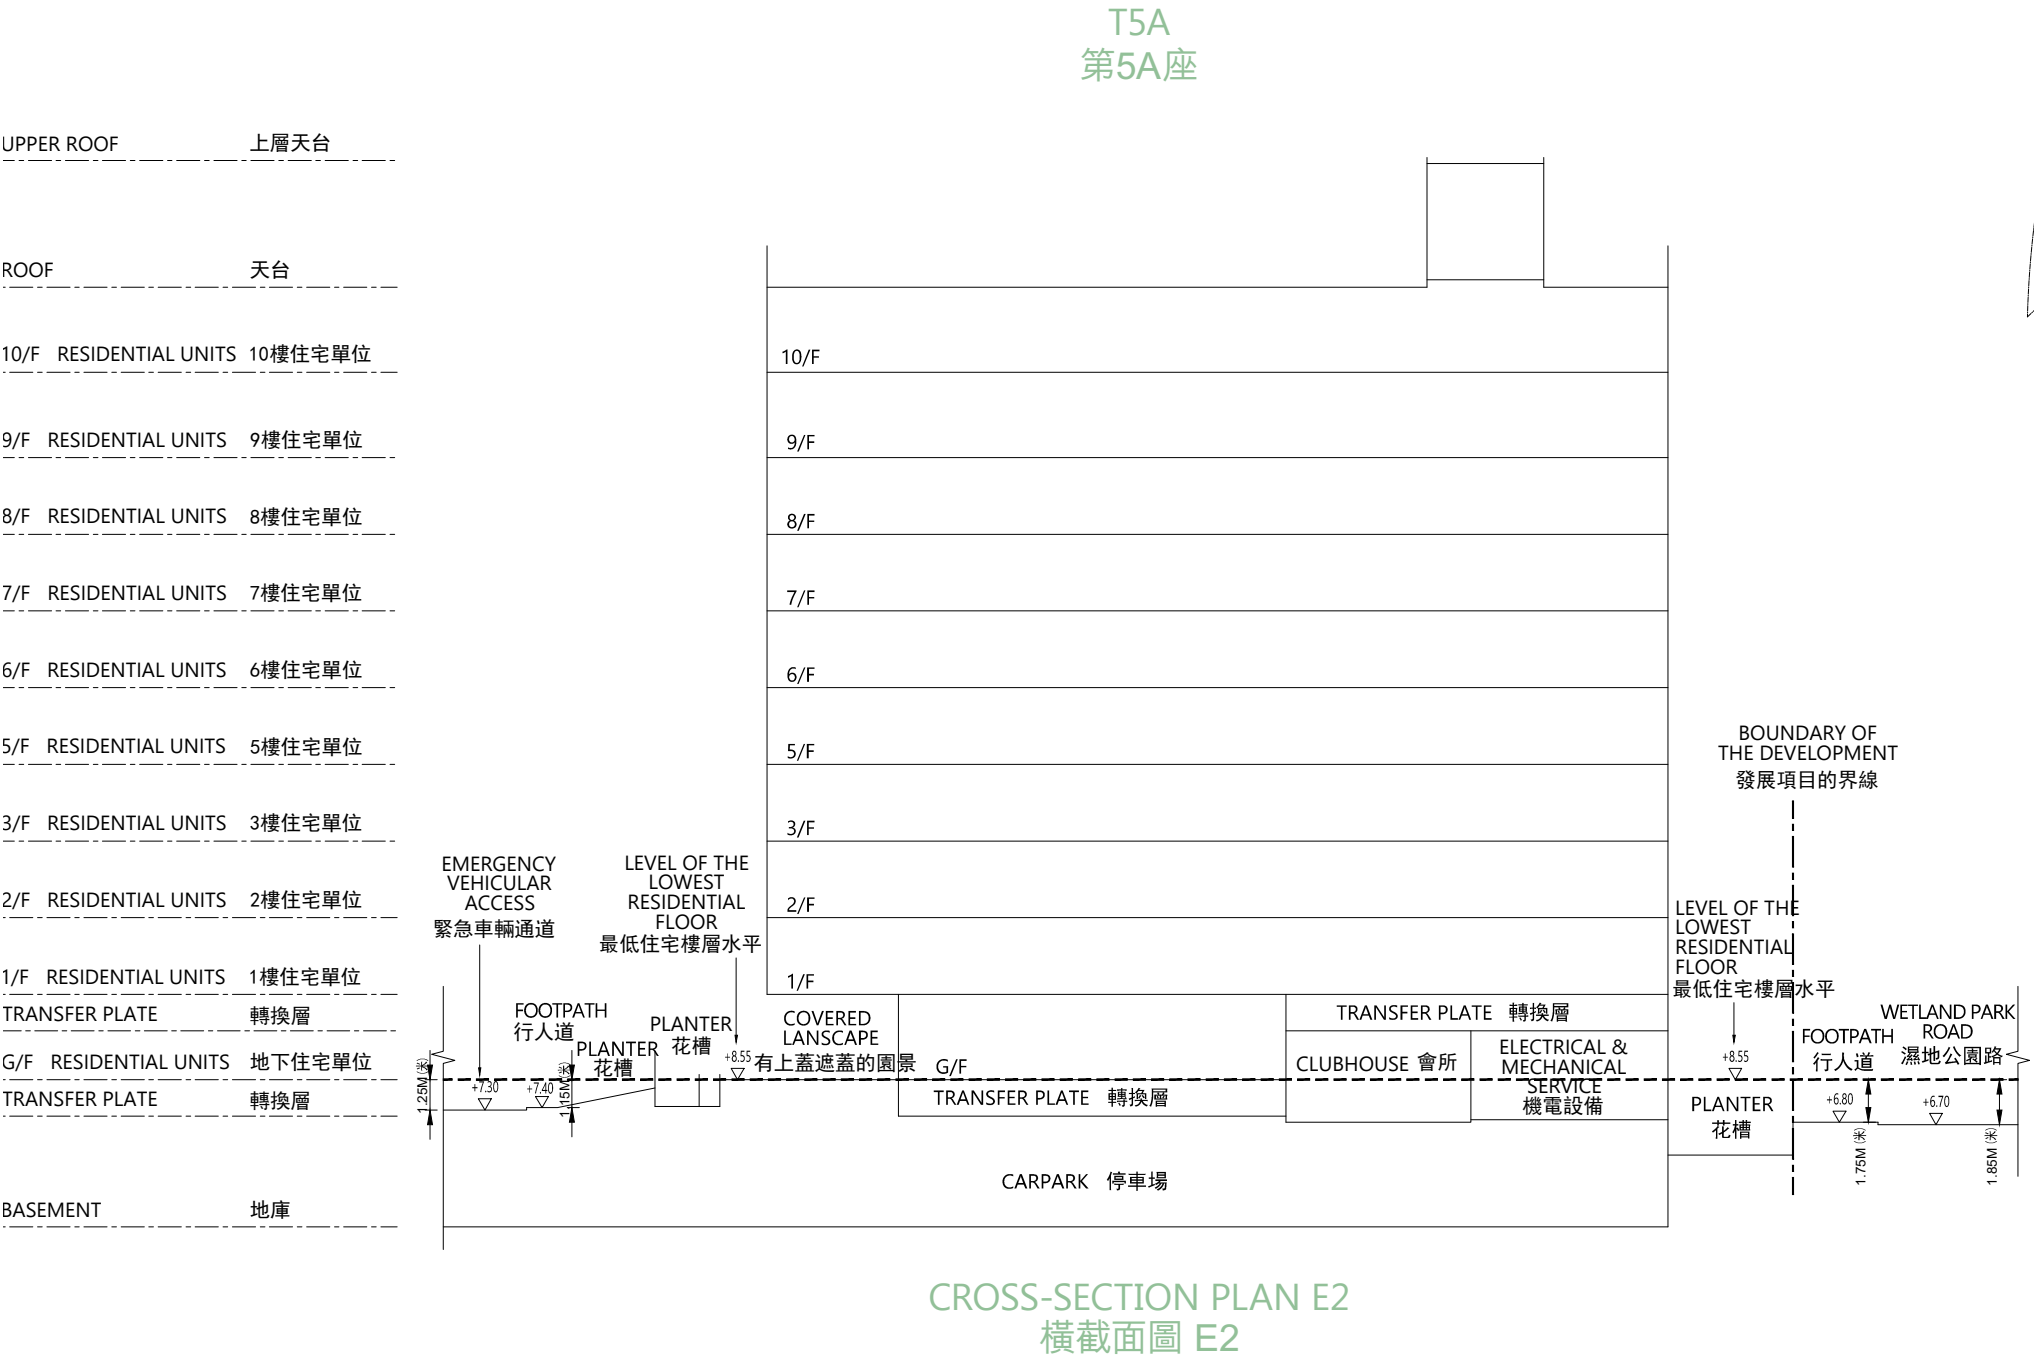 T5A
第5A座
UPPER ROOF 上層天台
ROOF 天台
10/F RESIDENTIAL UNITS 10樓住宅單位
9/F RESIDENTIAL UNITS 9樓住宅單位
8/F RESIDENTIAL UNITS 8樓住宅單位
7/F RESIDENTIAL UNITS 7樓住宅單位
6/F RESIDENTIAL UNITS 6樓住宅單位
5/F RESIDENTIAL UNITS 5樓住宅單位
3/F RESIDENTIAL UNITS 3樓住宅單位
2/F RESIDENTIAL UNITS 2樓住宅單位
1/F RESIDENTIAL UNITS 1樓住宅單位
TRANSFER PLATE 轉換層
G/F RESIDENTIAL UNITS 地下住宅單位
TRANSFER PLATE 轉換層
BASEMENT 地庫
10/F
9/F
8/F
7/F
6/F
5/F
3/F
2/F
1/F
EMERGENCY
VEHICULAR
ACCESS
緊急車輛通道
LEVEL OF THE
LOWEST
RESIDENTIAL
FLOOR
最低住宅樓層水平
FOOTPATH
行人道
PLANTER
花槽
PLANTER
花槽
1.25M (米)
+7.30
+7.40
1.15M (米)
+8.55
COVERED
LANSCAPE
有上蓋遮蓋的園景
G/F
TRANSFER PLATE 轉換層
TRANSFER PLATE 轉換層
CLUBHOUSE 會所
ELECTRICAL &
MECHANICAL
SERVICE
機電設備
CARPARK 停車場
BOUNDARY OF
THE DEVELOPMENT
發展項目的界線
LEVEL OF THE
LOWEST
RESIDENTIAL
FLOOR
最低住宅樓層水平
+8.55
PLANTER
花槽
FOOTPATH
行人道
WETLAND PARK
ROAD
濕地公園路
+6.80
+6.70
1.75M (米)
1.85M (米)
CROSS-SECTION PLAN E2
橫截面圖 E2